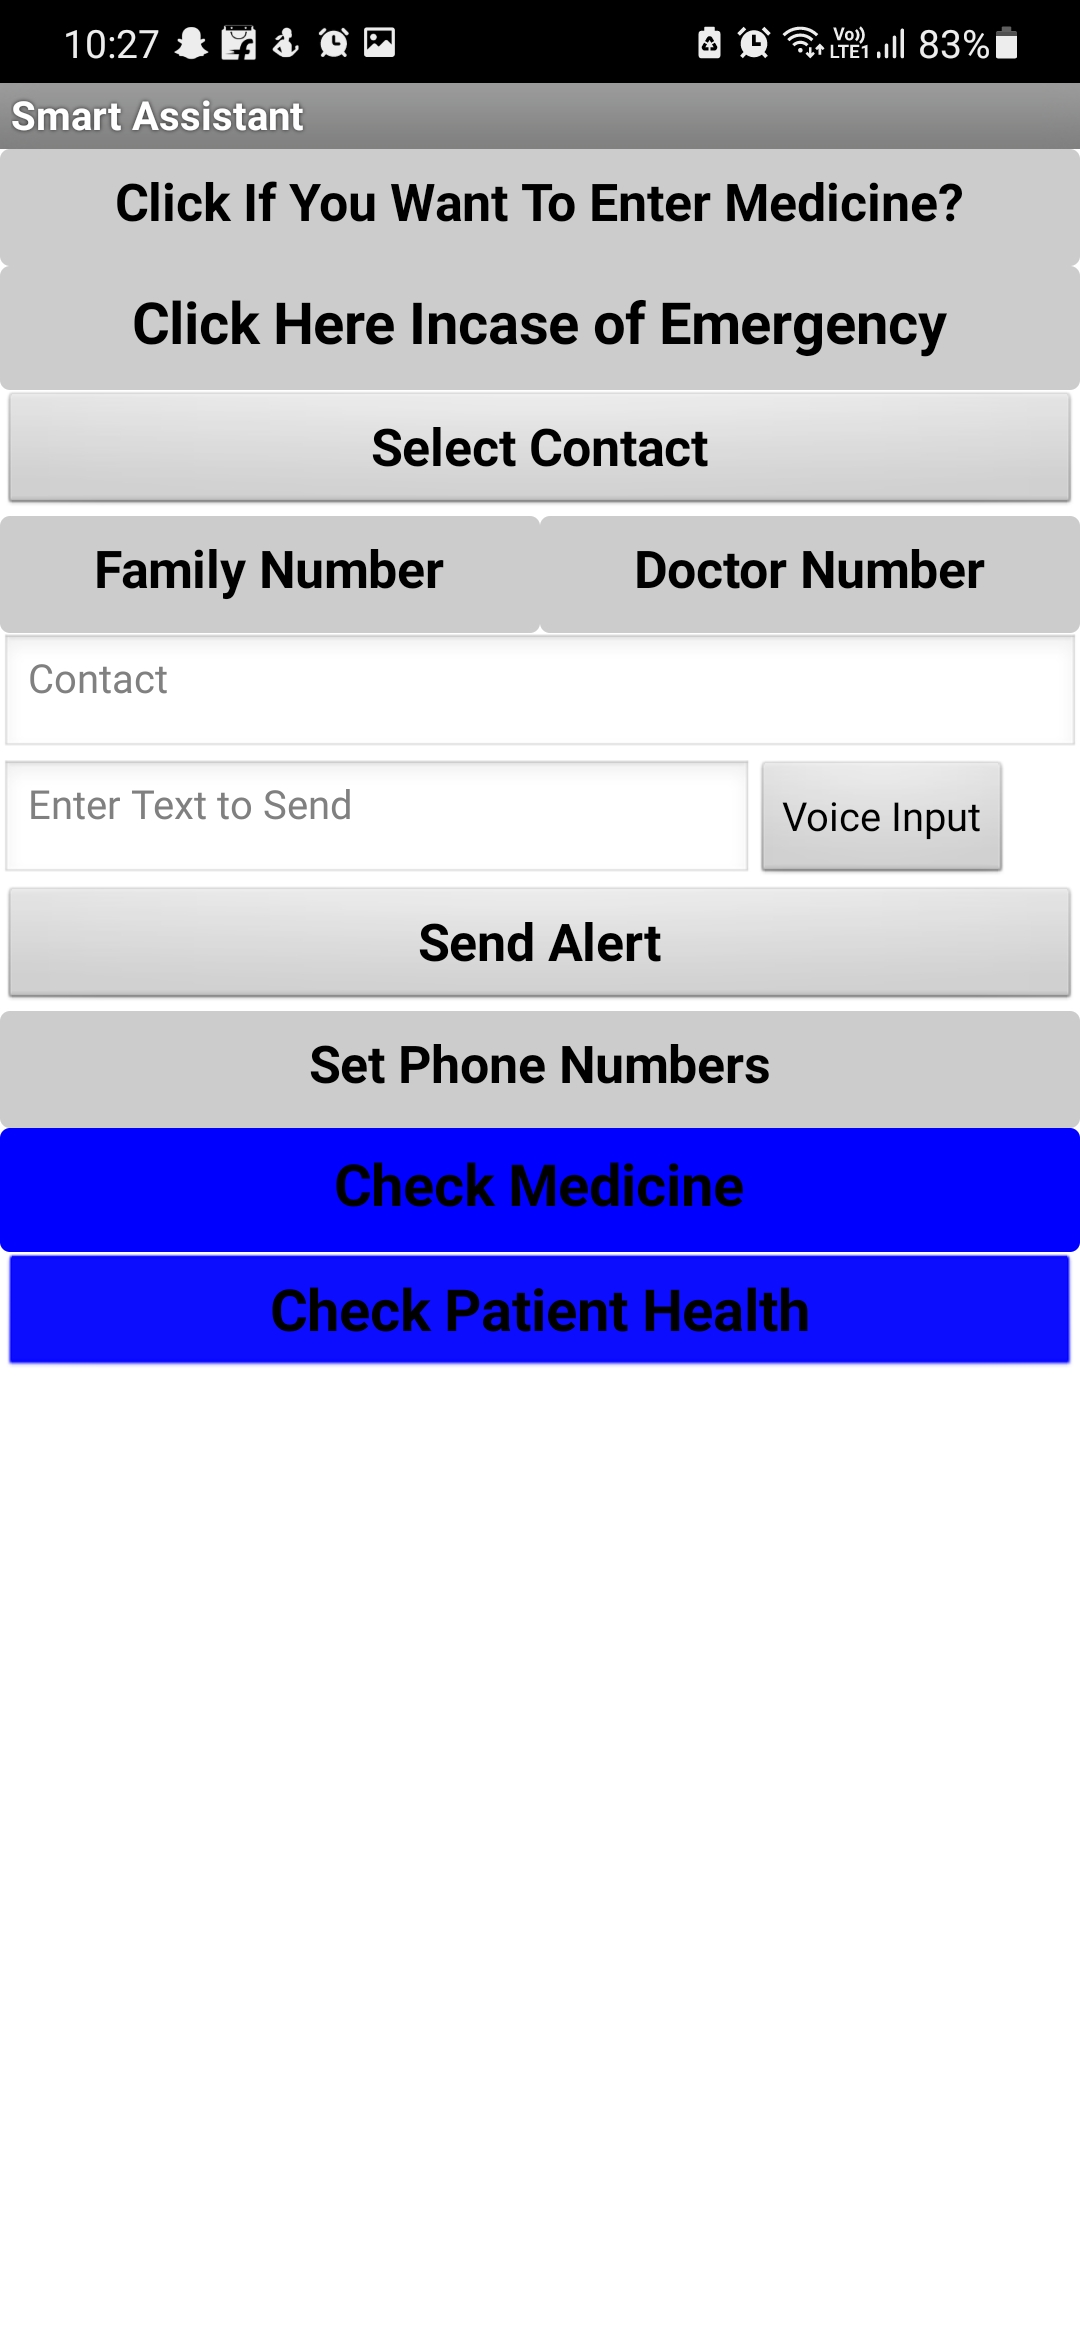 10:27 Vo)) LTE1 83%
Smart Assistant
Click If You Want To Enter Medicine?
Click Here Incase of Emergency
Select Contact
Family Number Doctor Number
Contact
Enter Text to Send Voice Input
Send Alert
Set Phone Numbers
Check Medicine
Check Patient Health